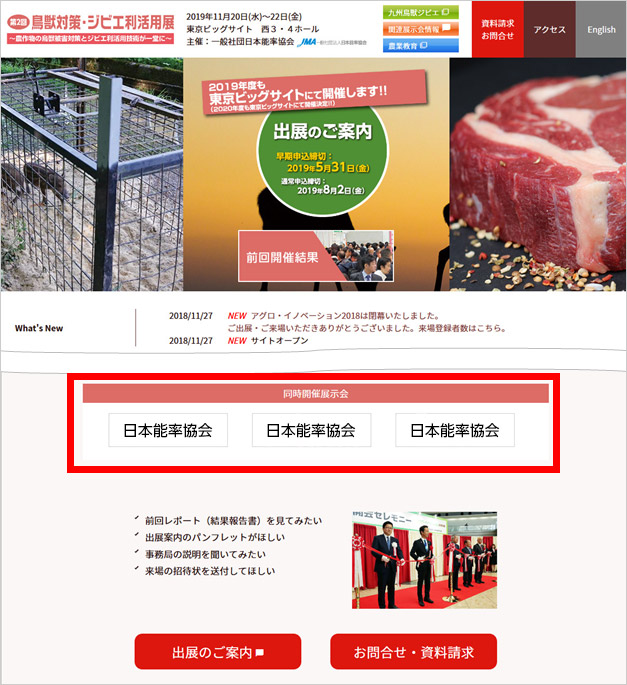 第2回 鳥獣対策・ジビエ利活用展
～農作物の鳥獣被害対策とジビエ利活用技術が一堂に～
2019年11月20日(水)～22日(金)
東京ビッグサイト 西3・4ホール
主催：一般社団法人日本能率協会 JMA 一般社団法人日本能率協会
九州鳥獣ジビエ
関連展示会情報
農業教育
資料請求
お問合せ
アクセス
English
2019年度も
東京ビッグサイトにて開催します!!
(2020年度も東京ビッグサイトにて開催決定!!)
出展のご案内
早期申込締切：
2019年5月31日(金)
通常申込締切：
2019年8月2日(金)
前回開催結果
What's New
2018/11/27 NEW アグロ・イノベーション2018は閉幕いたしました。
ご出展・ご来場いただきありがとうございました。来場登録者数はこちら。
2018/11/27 NEW サイトオープン
同時開催展示会
日本能率協会 日本能率協会 日本能率協会
前回レポート（結果報告書）を見てみたい
出展案内のパンフレットがほしい
事務局の説明を聞いてみたい
来場の招待状を送付してほしい
開会セレモニー
出展のご案内
お問合せ・資料請求